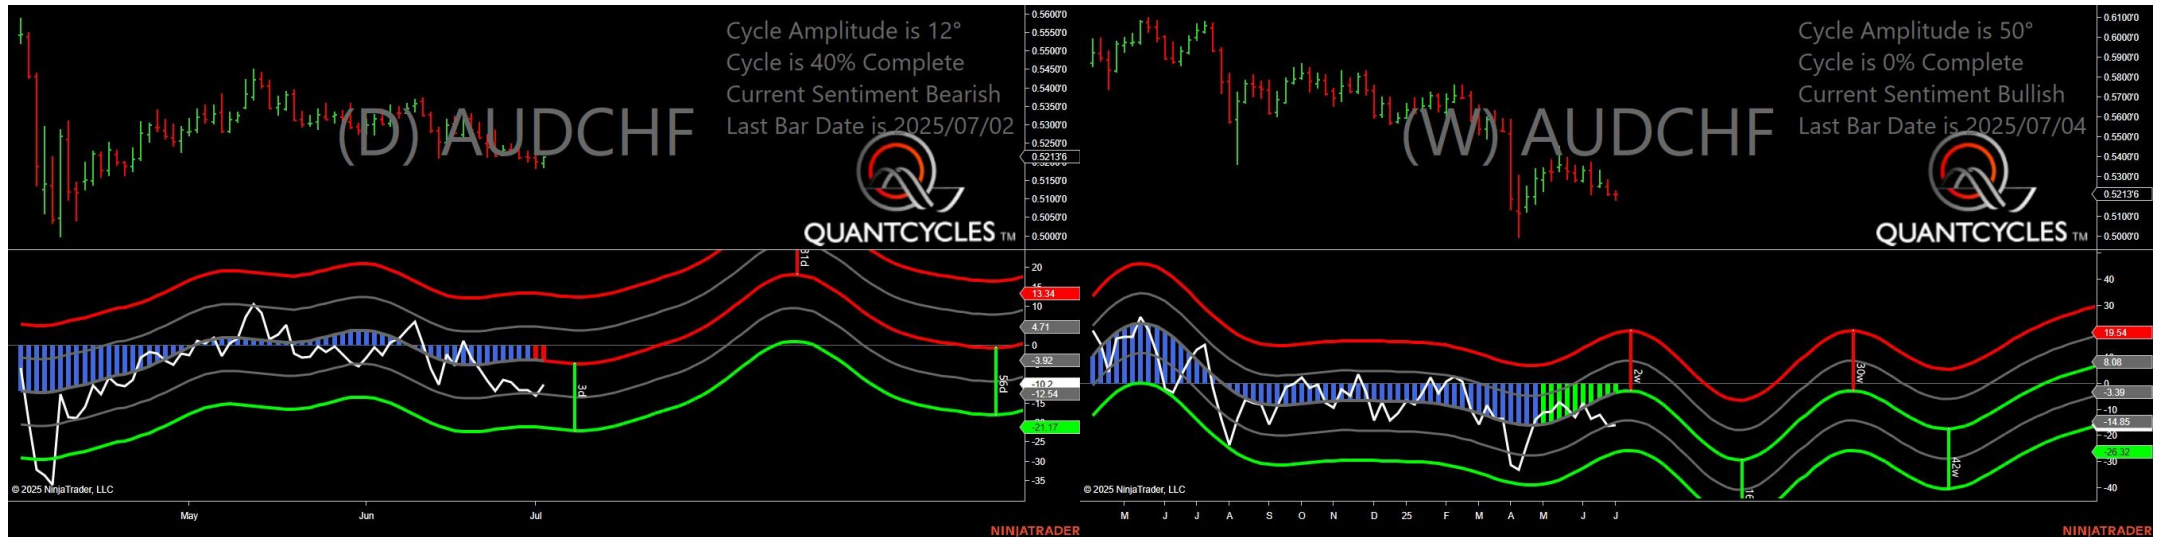 Cycle Amplitude is 12°
Cycle is 40% Complete
Current Sentiment Bearish
Last Bar Date is 2025/07/02
(D) AUDCHF
QUANTCYCLES TM
0.5600'0
0.5550'0
0.5500'0
0.5450'0
0.5400'0
0.5350'0
0.5300'0
0.5250'0
0.5213'6
0.5150'0
0.5100'0
0.5050'0
0.5000'0
31d
3d
56d
20
13.34
10
4.71
0
-3.92
-10.2
-12.54
-15
-21.17
-25
-30
-35
© 2025 NinjaTrader, LLC
May
Jun
Jul
NINJATRADER
Cycle Amplitude is 50°
Cycle is 0% Complete
Current Sentiment Bullish
Last Bar Date is 2025/07/04
(W) AUDCHF
QUANTCYCLES TM
0.6100'0
0.6000'0
0.5900'0
0.5800'0
0.5700'0
0.5600'0
0.5500'0
0.5400'0
0.5300'0
0.5213'6
0.5100'0
0.5000'0
2w
30w
42w
40
30
19.54
8.08
0
-3.39
-10
-14.85
-20
-26.32
-30
-40
© 2025 NinjaTrader, LLC
M
J
J
A
S
O
N
D
25
F
M
A
M
J
J
NINJATRADER